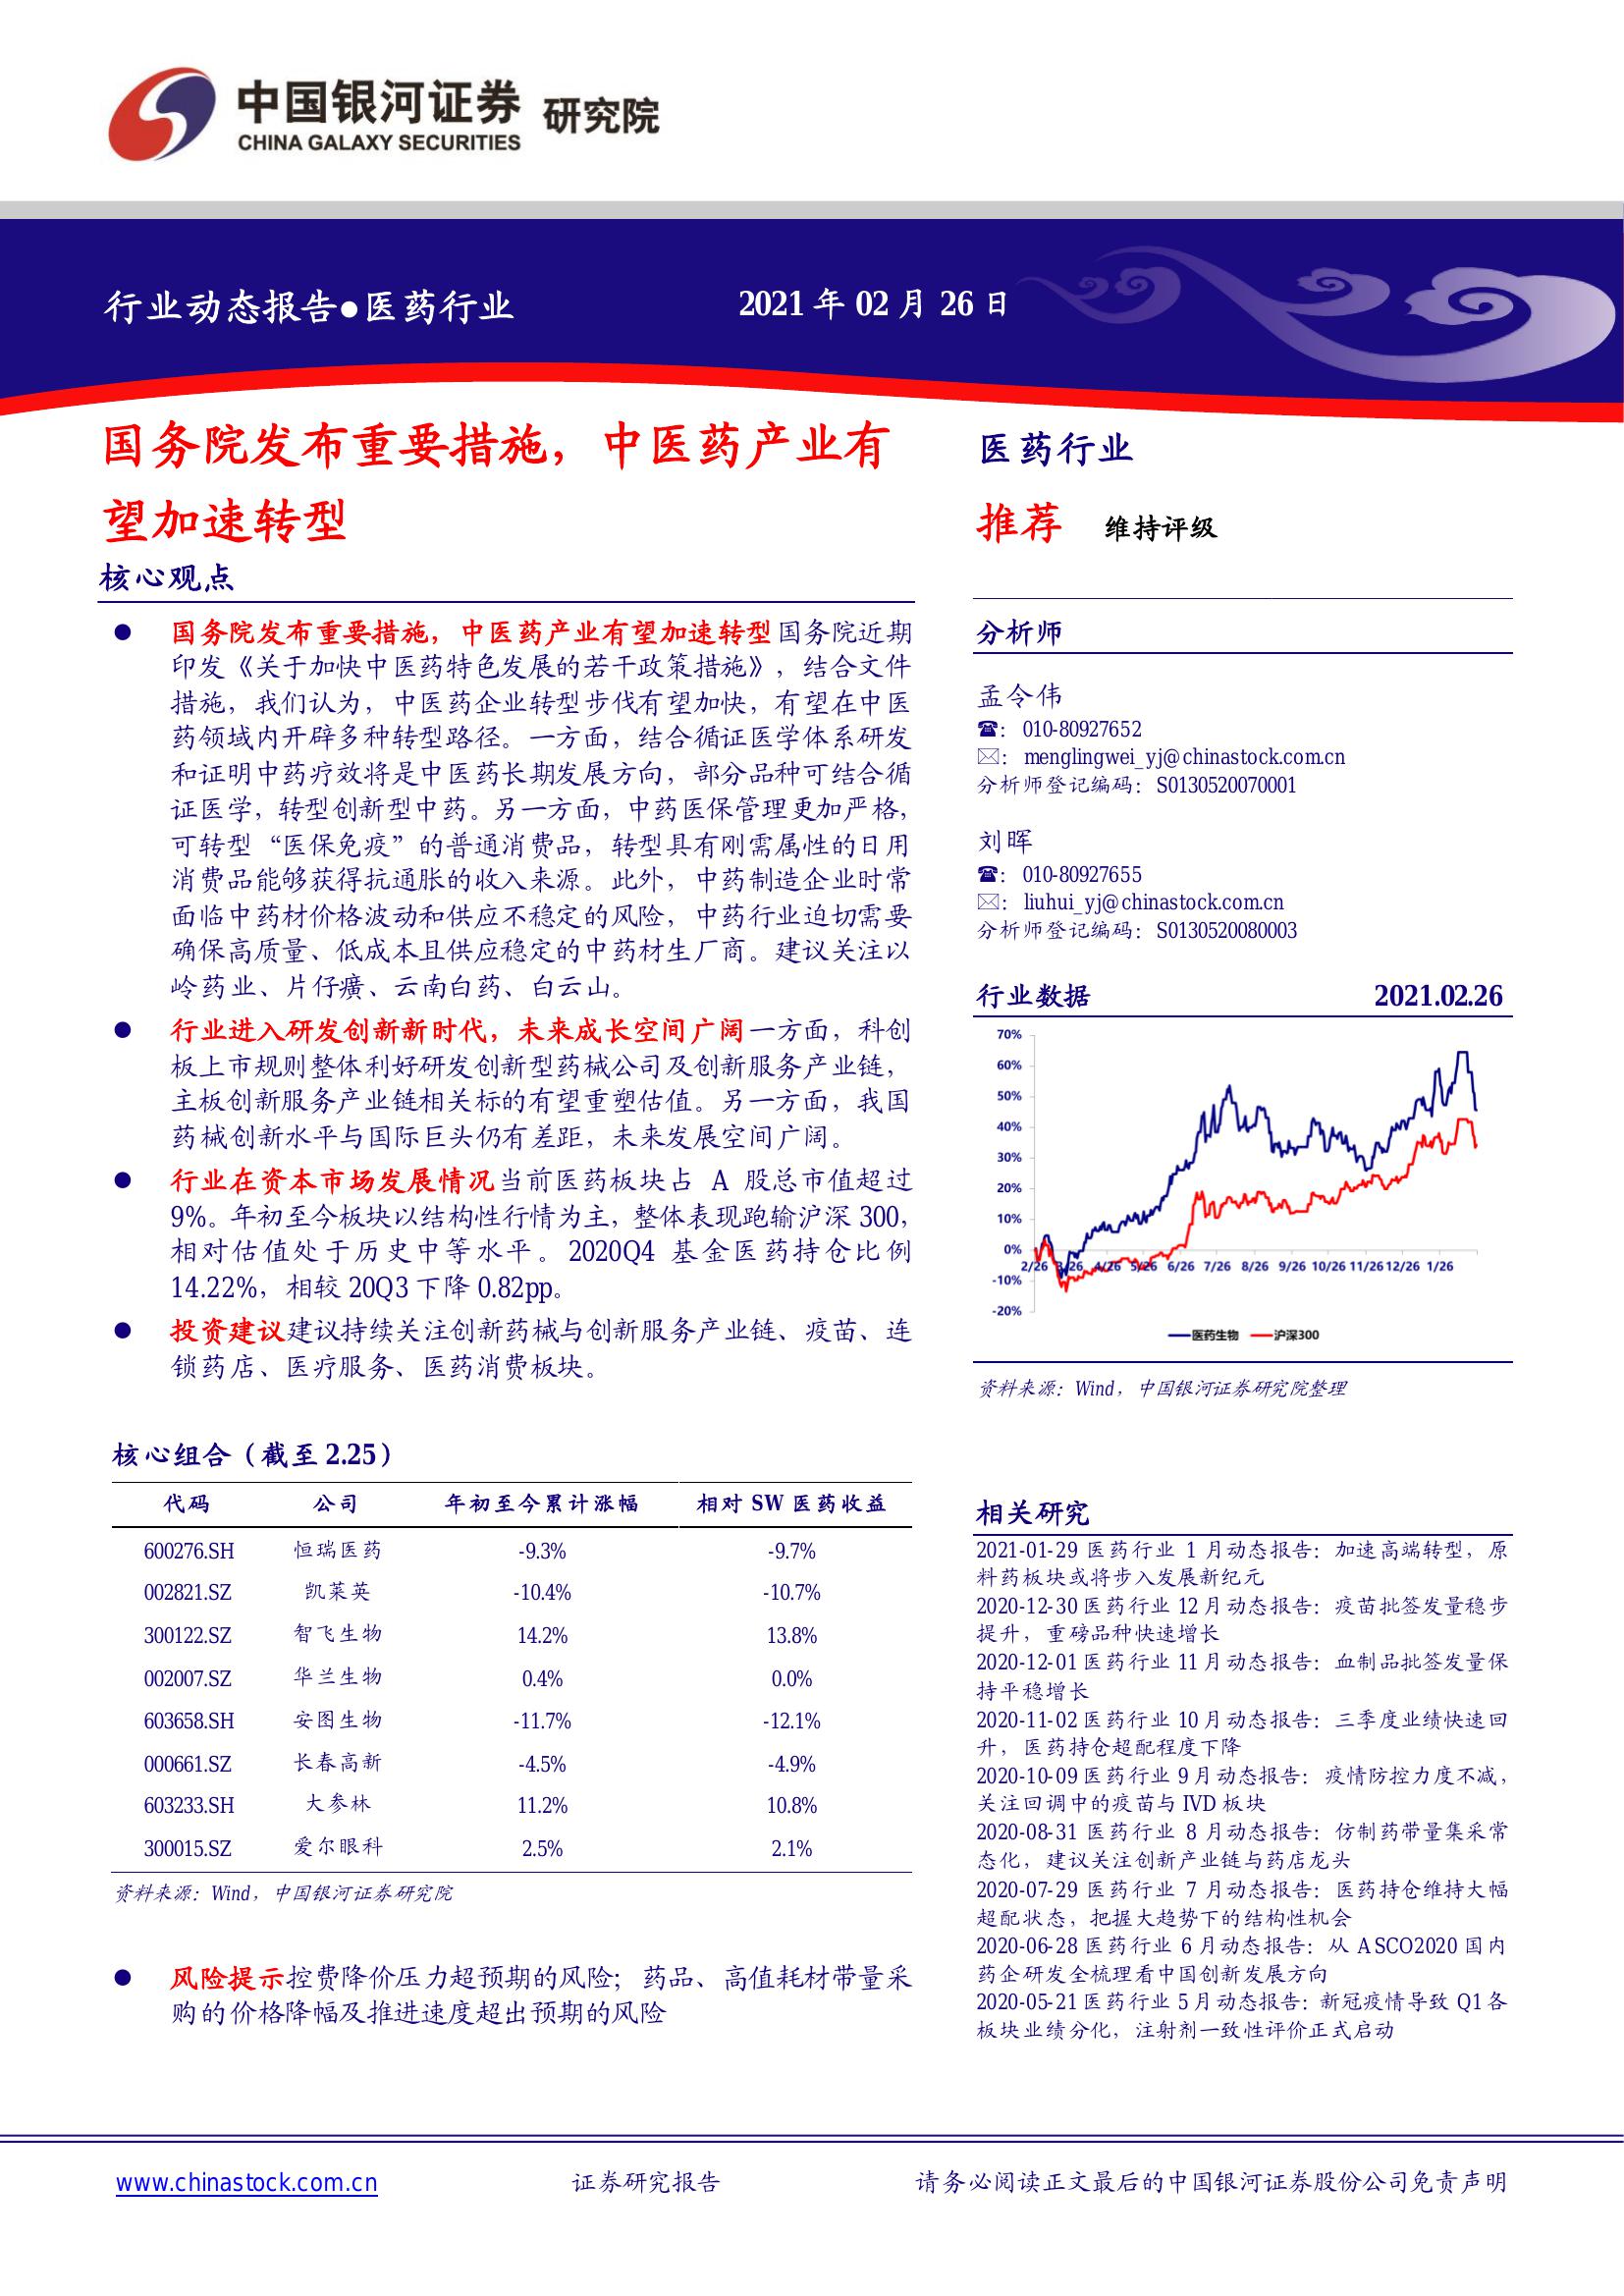 中国银河证券 研究院
CHINA GALAXY SECURITIES
行业动态报告●医药行业
2021 年 02 月 26 日
国务院发布重要措施，中医药产业有
望加速转型
核心观点
● 国务院发布重要措施，中医药产业有望加速转型国务院近期
印发《关于加快中医药特色发展的若干政策措施》，结合文件
措施，我们认为，中医药企业转型步伐有望加快，有望在中医
药领域内开辟多种转型路径。一方面，结合循证医学体系研发
和证明中药疗效将是中医药长期发展方向，部分品种可结合循
证医学，转型创新型中药。另一方面，中药医保管理更加严格，
可转型“医保免疫”的普通消费品，转型具有刚需属性的日用
消费品能够获得抗通胀的收入来源。此外，中药制造企业时常
面临中药材价格波动和供应不稳定的风险，中药行业迫切需要
确保高质量、低成本且供应稳定的中药材生厂商。建议关注以
岭药业、片仔癀、云南白药、白云山。
● 行业进入研发创新新时代，未来成长空间广阔一方面，科创
板上市规则整体利好研发创新型药械公司及创新服务产业链，
主板创新服务产业链相关标的有望重塑估值。另一方面，我国
药械创新水平与国际巨头仍有差距，未来发展空间广阔。
● 行业在资本市场发展情况当前医药板块占 A 股总市值超过
9%。年初至今板块以结构性行情为主，整体表现跑输沪深 300，
相对估值处于历史中等水平。2020Q4 基金医药持仓比例
14.22%，相较 20Q3 下降 0.82pp。
● 投资建议建议持续关注创新药械与创新服务产业链、疫苗、连
锁药店、医疗服务、医药消费板块。
核心组合（截至 2.25）
代码 公司 年初至今累计涨幅 相对 SW 医药收益
600276.SH 恒瑞医药 -9.3% -9.7%
002821.SZ 凯莱英 -10.4% -10.7%
300122.SZ 智飞生物 14.2% 13.8%
002007.SZ 华兰生物 0.4% 0.0%
603658.SH 安图生物 -11.7% -12.1%
000661.SZ 长春高新 -4.5% -4.9%
603233.SH 大参林 11.2% 10.8%
300015.SZ 爱尔眼科 2.5% 2.1%
资料来源：Wind，中国银河证券研究院
● 风险提示控费降价压力超预期的风险；药品、高值耗材带量采
购的价格降幅及推进速度超出预期的风险
医药行业
推荐 维持评级
分析师
孟令伟
☎：010-80927652
✉：menglingwei_yj@chinastock.com.cn
分析师登记编码：S0130520070001
刘晖
☎：010-80927655
✉：liuhui_yj@chinastock.com.cn
分析师登记编码：S0130520080003
行业数据 2021.02.26
70%
60%
50%
40%
30%
20%
10%
0%
2/26 3/26 4/26 5/26 6/26 7/26 8/26 9/26 10/26 11/26 12/26 1/26
-10%
-20%
医药生物 沪深300
资料来源：Wind，中国银河证券研究院整理
相关研究
2021-01-29 医药行业 1 月动态报告：加速高端转型，原
料药板块或将步入发展新纪元
2020-12-30 医药行业 12 月动态报告：疫苗批签发量稳步
提升，重磅品种快速增长
2020-12-01 医药行业 11 月动态报告：血制品批签发量保
持平稳增长
2020-11-02 医药行业 10 月动态报告：三季度业绩快速回
升，医药持仓超配程度下降
2020-10-09 医药行业 9 月动态报告：疫情防控力度不减，
关注回调中的疫苗与 IVD 板块
2020-08-31 医药行业 8 月动态报告：仿制药带量集采常
态化，建议关注创新产业链与药店龙头
2020-07-29 医药行业 7 月动态报告：医药持仓维持大幅
超配状态，把握大趋势下的结构性机会
2020-06-28 医药行业 6 月动态报告：从 ASCO2020 国内
药企研发全梳理看中国创新发展方向
2020-05-21 医药行业 5 月动态报告：新冠疫情导致 Q1 各
板块业绩分化，注射剂一致性评价正式启动
www.chinastock.com.cn 证券研究报告 请务必阅读正文最后的中国银河证券股份公司免责声明